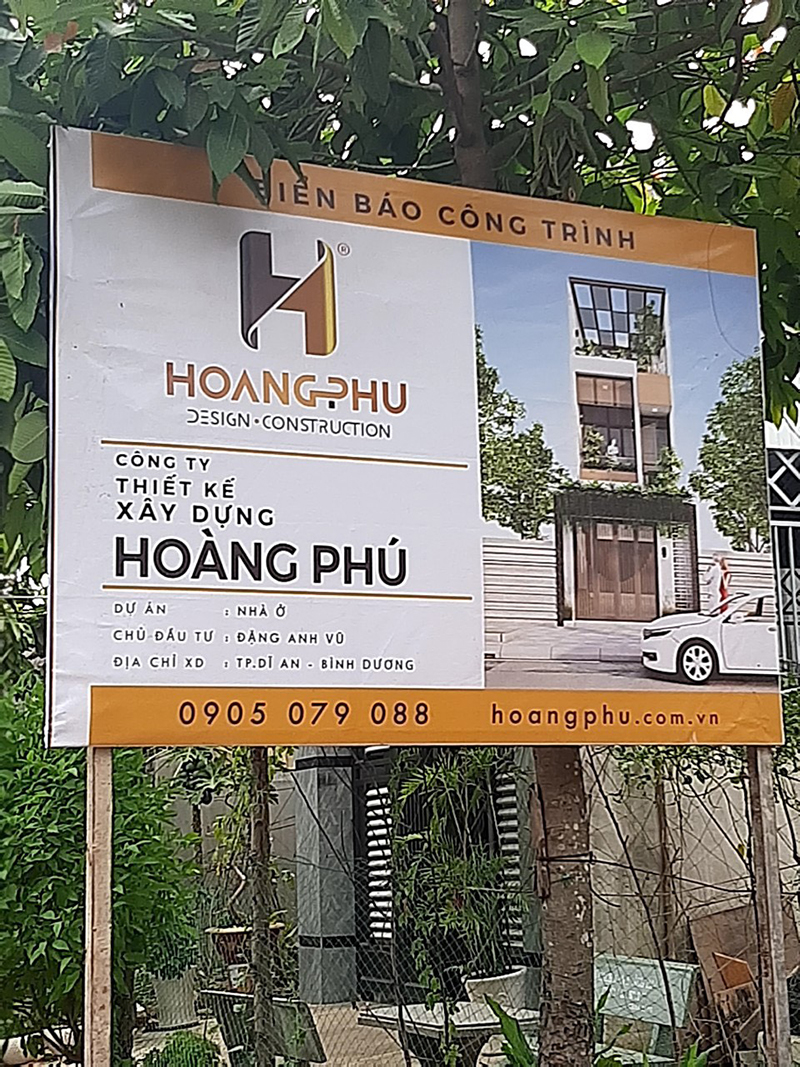 BIỂN BÁO CÔNG TRÌNH
®
HOANGPHU
DESIGN • CONSTRUCTION
CÔNG TY
THIẾT KẾ
XÂY DỰNG
HOÀNG PHÚ
DỰ ÁN : NHÀ Ở
CHỦ ĐẦU TƯ : ĐẶNG ANH VŨ
ĐỊA CHỈ XD : TP.DĨ AN - BÌNH DƯƠNG
0905 079 088
hoangphu.com.vn